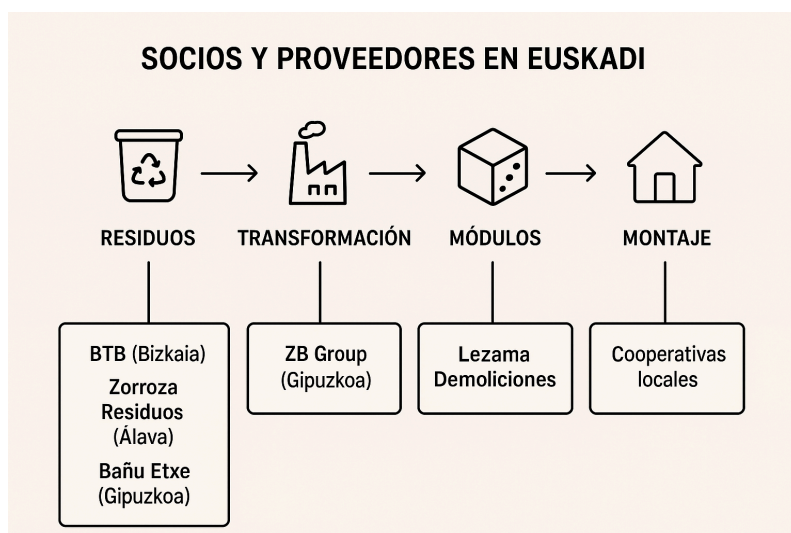 SOCIOS Y PROVEEDORES EN EUSKADI
RESIDUOS
TRANSFORMACIÓN
MÓDULOS
MONTAJE
BTB (Bizkaia)
Zorroza
Residuos
(Álava)
Bañu Etxe
(Gipuzkoa)
ZB Group
(Gipuzkoa)
Lezama
Demoliciones
Cooperativas
locales